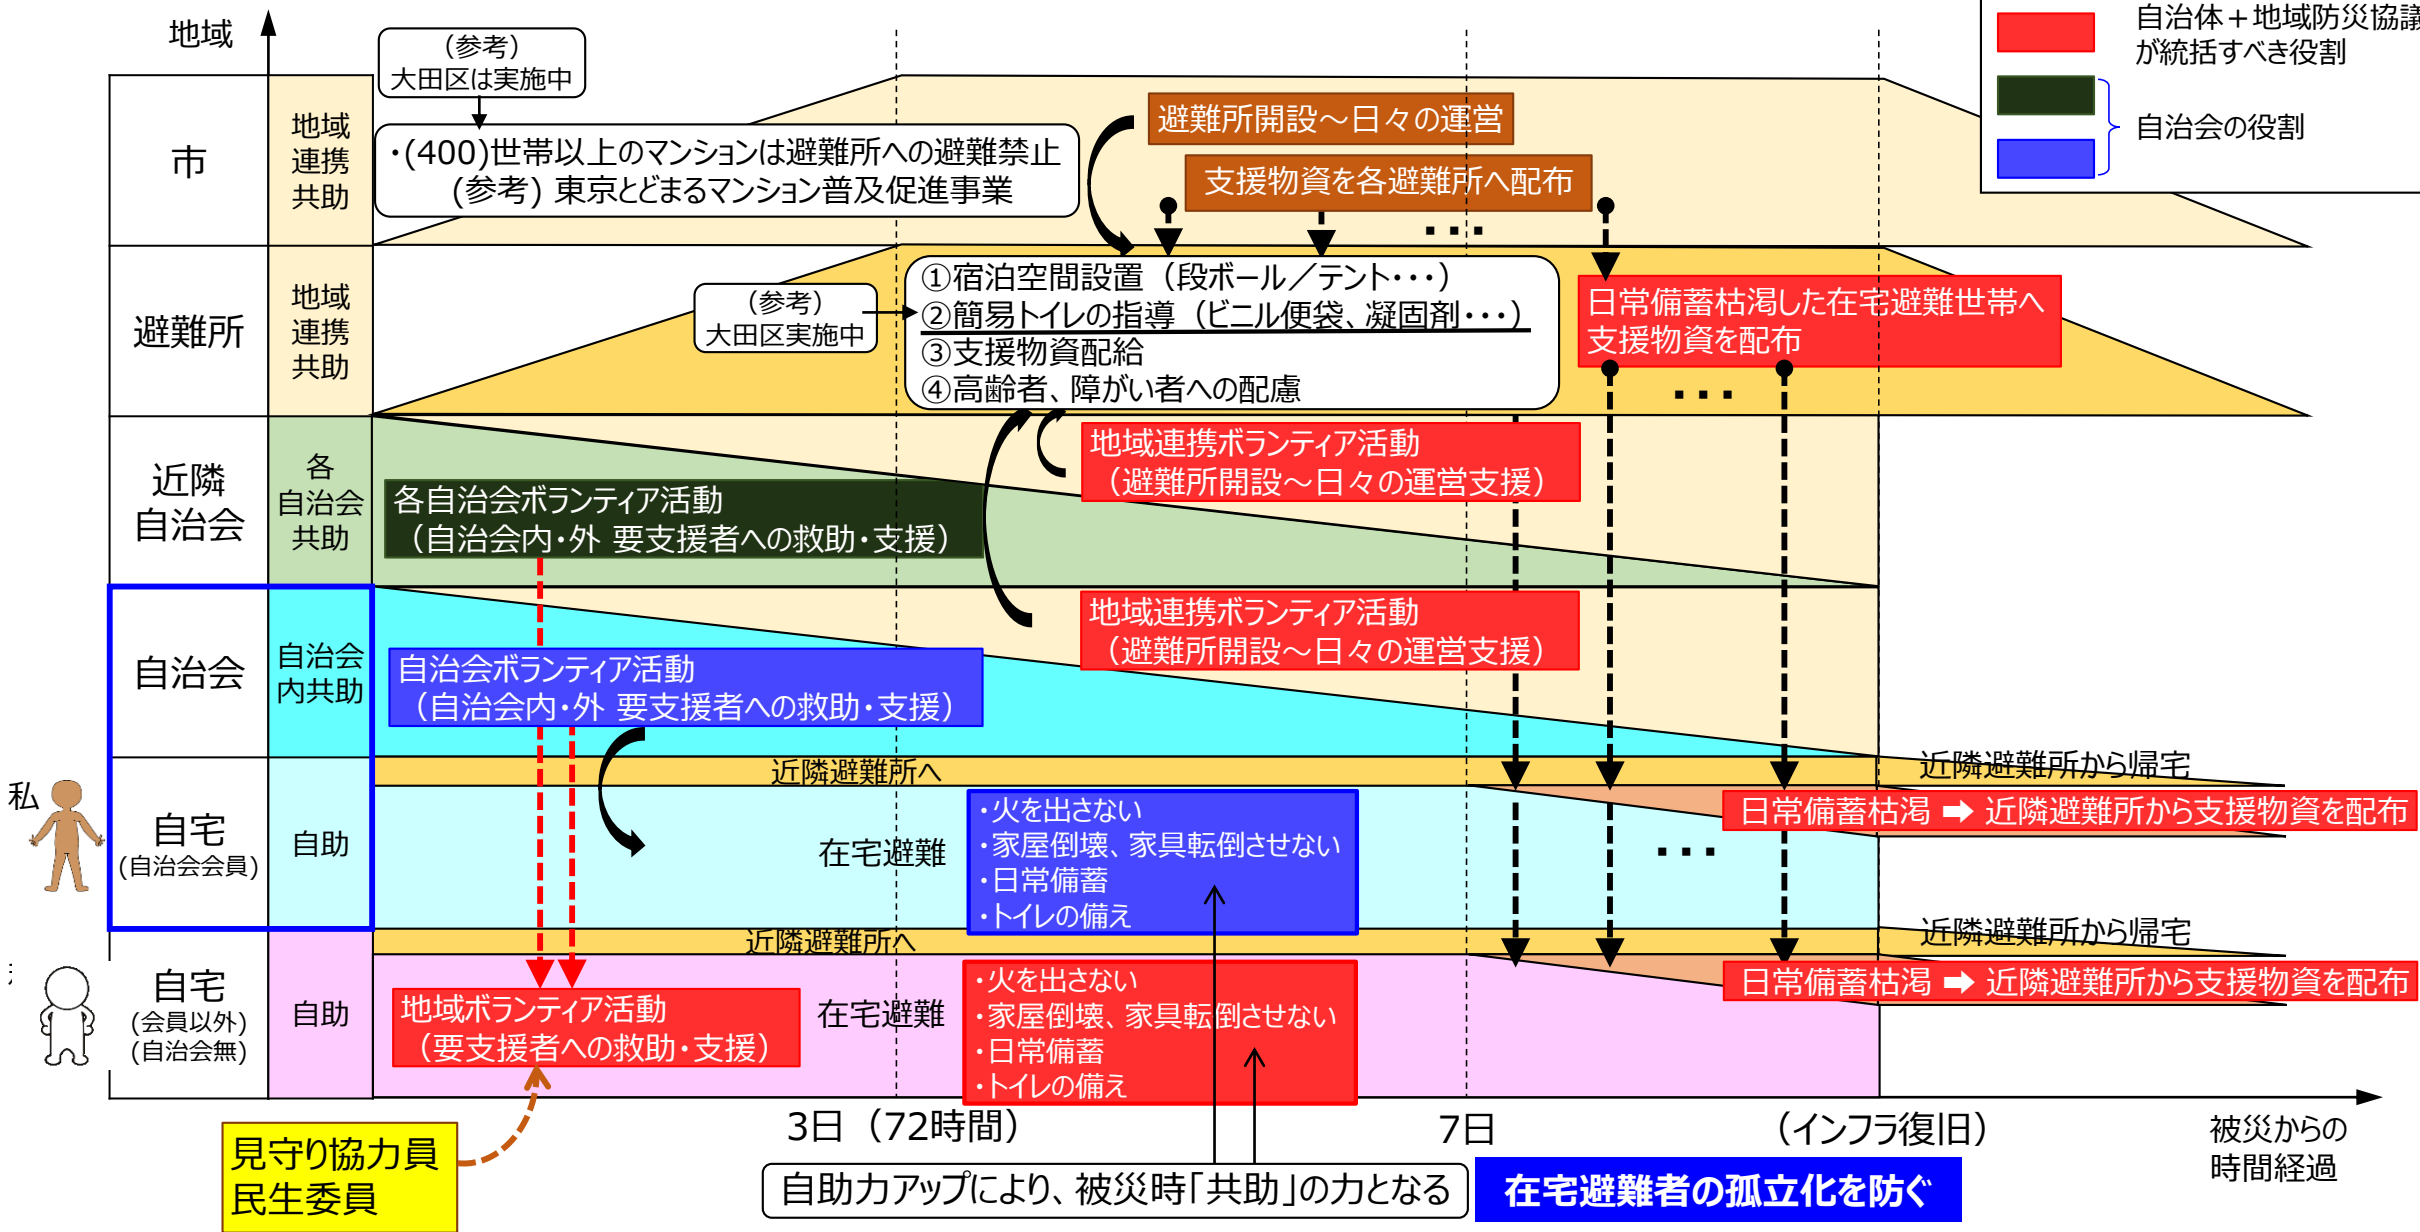 地域
(参考)
大田区は実施中
自治体＋地域防災協議
が統括すべき役割
自治会の役割
市
地域
連携
共助
・(400)世帯以上のマンションは避難所への避難禁止
(参考) 東京とどまるマンション普及促進事業
避難所開設～日々の運営
支援物資を各避難所へ配布
・・・
避難所
地域
連携
共助
(参考)
大田区実施中
①宿泊空間設置（段ボール／テント・・・）
②簡易トイレの指導（ビニル便袋、凝固剤・・・）
③支援物資配給
④高齢者、障がい者への配慮
日常備蓄枯渇した在宅避難世帯へ
支援物資を配布
・・・
近隣
自治会
各
自治会
共助
各自治会ボランティア活動
（自治会内・外 要支援者への救助・支援）
地域連携ボランティア活動
（避難所開設～日々の運営支援）
自治会
自治会
内共助
自治会ボランティア活動
（自治会内・外 要支援者への救助・支援）
地域連携ボランティア活動
（避難所開設～日々の運営支援）
私
自宅
(自治会会員)
自助
近隣避難所へ
近隣避難所から帰宅
在宅避難
・火を出さない
・家屋倒壊、家具転倒させない
・日常備蓄
・トイレの備え
日常備蓄枯渇 ➡ 近隣避難所から支援物資を配布
・・・
自宅
(会員以外)
(自治会無)
自助
近隣避難所へ
近隣避難所から帰宅
地域ボランティア活動
（要支援者への救助・支援）
在宅避難
・火を出さない
・家屋倒壊、家具転倒させない
・日常備蓄
・トイレの備え
日常備蓄枯渇 ➡ 近隣避難所から支援物資を配布
3日（72時間）
7日
（インフラ復旧）
被災からの
時間経過
見守り協力員
民生委員
自助力アップにより、被災時「共助」の力となる
在宅避難者の孤立化を防ぐ